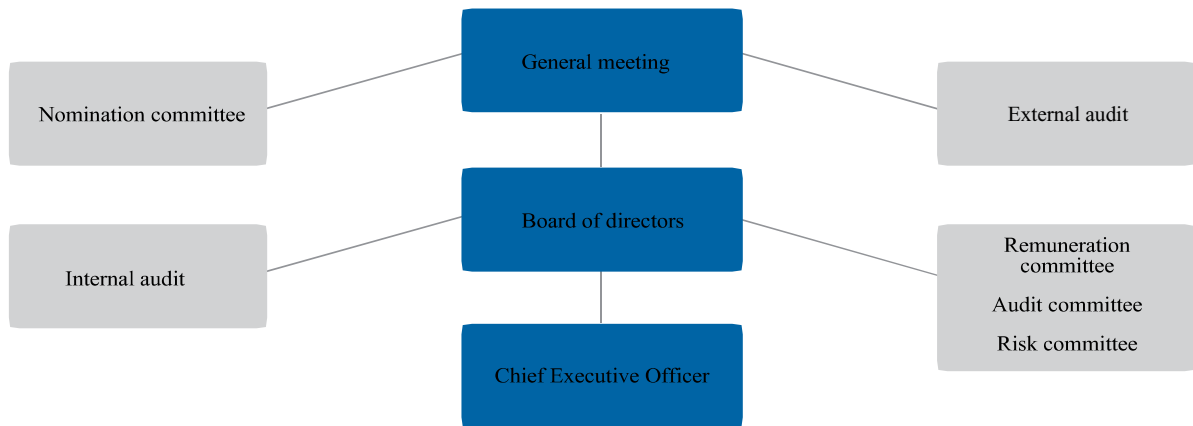 General meeting
Nomination committee
External audit
Board of directors
Internal audit
Remuneration
committee
Audit committee
Risk committee
Chief Executive Officer